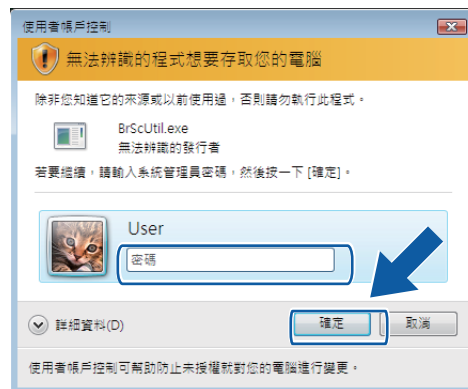 使用者帳戶控制
無法辨識的程式想要存取您的電腦
除非您知道它的來源或以前使用過，否則請勿執行此程式。
BrScUtil.exe
無法辨識的發行者
若要繼續，請輸入系統管理員密碼，然後按一下 [確定]。
User
密碼
詳細資料(D)
確定
取消
使用者帳戶控制可幫助防止未授權就對您的電腦進行變更。